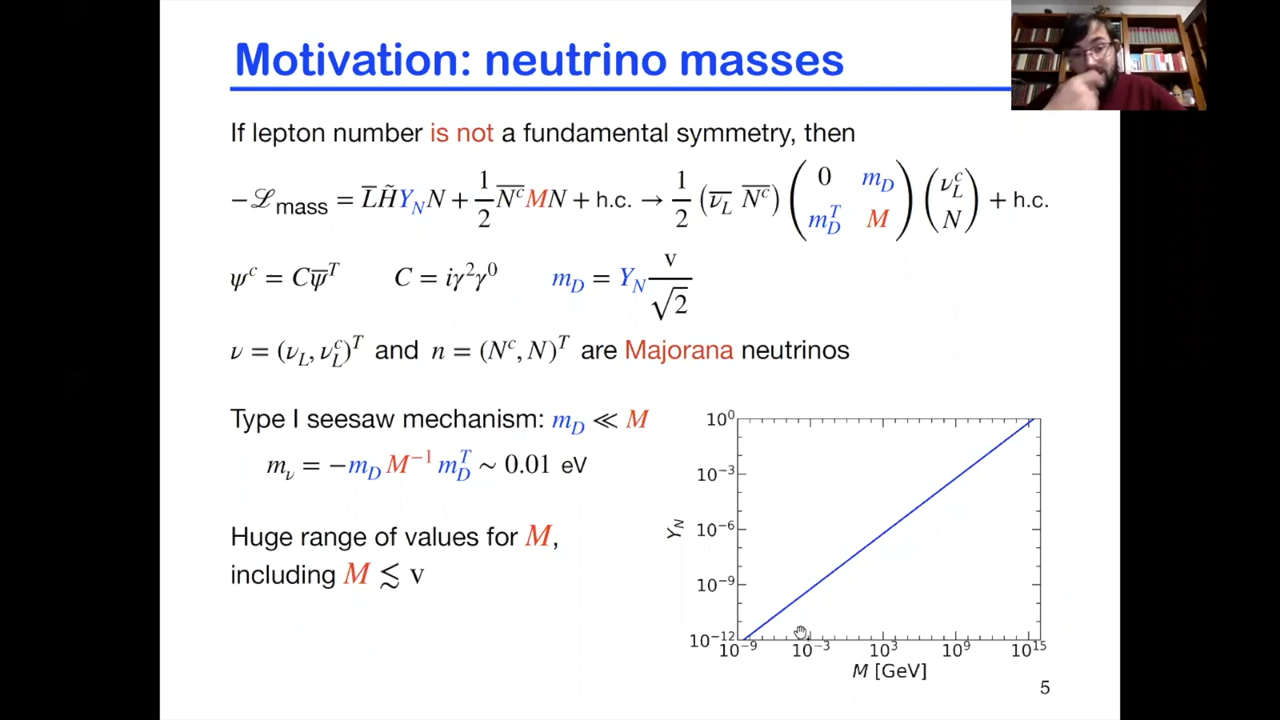 Motivation: neutrino masses
If lepton number is not a fundamental symmetry, then
−ℒ_mass = L̅H̃Y_N N + 1/2 N̅ᶜMN + h.c. → 1/2 (ν̅_L N̅ᶜ) (0 m_D m_D^T M) (ν_L^c N) + h.c.
ψᶜ = Cψ̅ᵀ C = iγ²γ⁰ m_D = Y_N v/√2
ν = (ν_L, ν_L^c)ᵀ and n = (Nᶜ, N)ᵀ are Majorana neutrinos
Type I seesaw mechanism: m_D ≪ M
m_ν = −m_D M⁻¹ m_D^T ∼ 0.01 eV
Huge range of values for M,
including M ≲ v
10⁰
10⁻³
10⁻⁶
10⁻⁹
10⁻¹²
Y_N
10⁻⁹ 10⁻³ 10³ 10⁹ 10¹⁵
M [GeV]
5